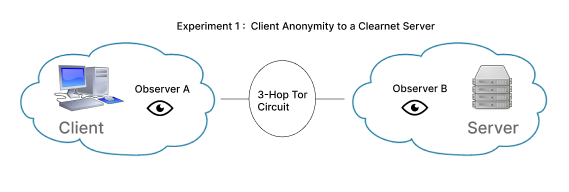 Experiment 1 : Client Anonymity to a Clearnet Server
Observer A
Client
3-Hop Tor
Circuit
Observer B
Server